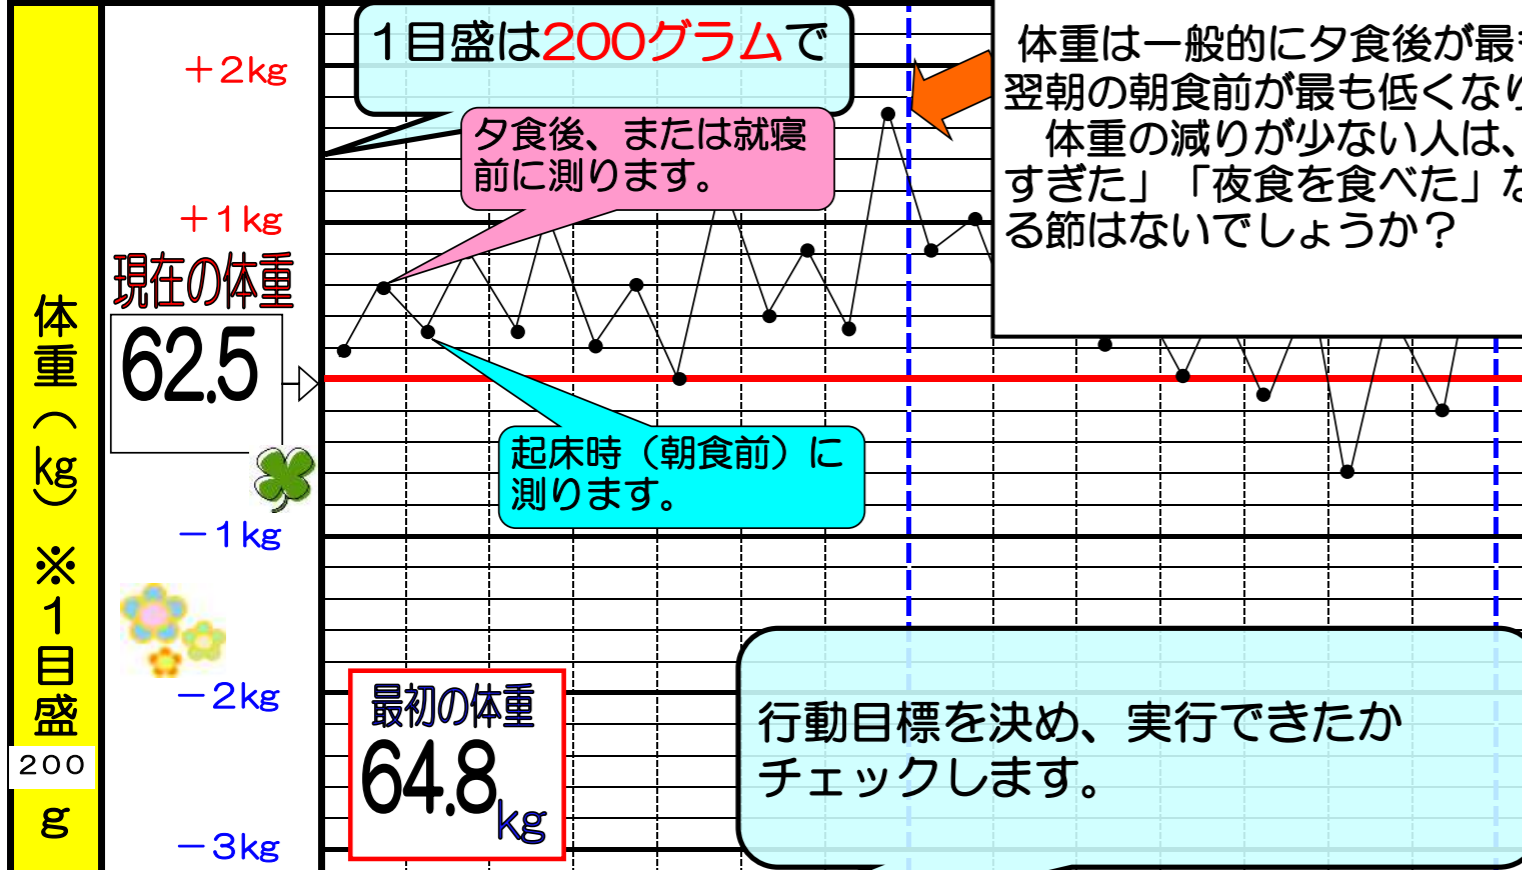 1目盛は200グラムで
体重は一般的に夕食後が最
翌朝の朝食前が最も低くなり
体重の減りが少ない人は、
すぎた」「夜食を食べた」な
る節はないでしょうか？
夕食後、または就寝
前に測ります。
起床時（朝食前）に
測ります。
＋2kg
＋1kg
現在の体重
62.5
－1kg
－2kg
－3kg
体重（kg）※1目盛
200
g
最初の体重
64.8kg
行動目標を決め、実行できたか
チェックします。